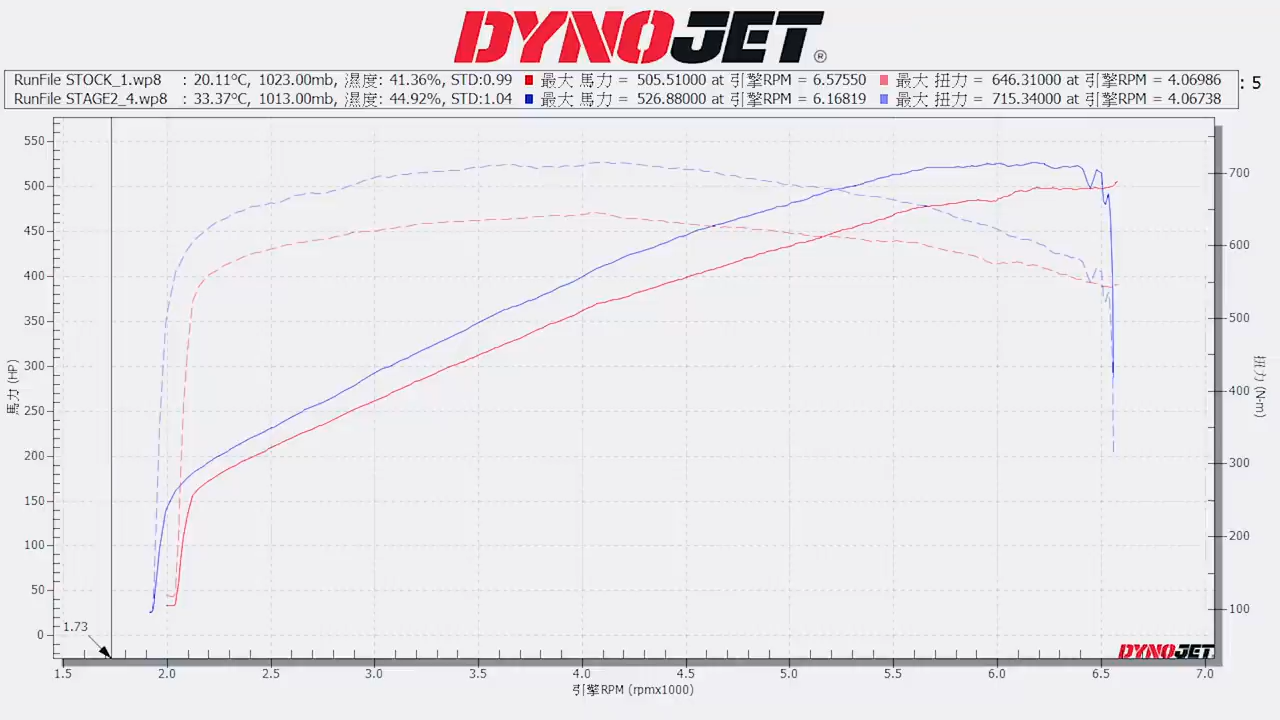 DYNOJET®
RunFile STOCK_1.wp8 : 20.11ºC, 1023.00mb, 濕度: 41.36%, STD:0.99 最大 馬力 = 505.51000 at 引擎RPM = 6.57550 最大 扭力 = 646.31000 at 引擎RPM = 4.06986
RunFile STAGE2_4.wp8 : 33.37ºC, 1013.00mb, 濕度: 44.92%, STD:1.04 最大 馬力 = 526.88000 at 引擎RPM = 6.16819 最大 扭力 = 715.34000 at 引擎RPM = 4.06738
: 5
550
500
450
400
350
300
250
200
150
100
50
0
馬力 (HP)
1.73
700
600
500
400
300
200
100
扭力 (N·m)
DYNOJET
1.5 2.0 2.5 3.0 3.5 4.0 4.5 5.0 5.5 6.0 6.5 7.0
引擎RPM (rpmx1000)